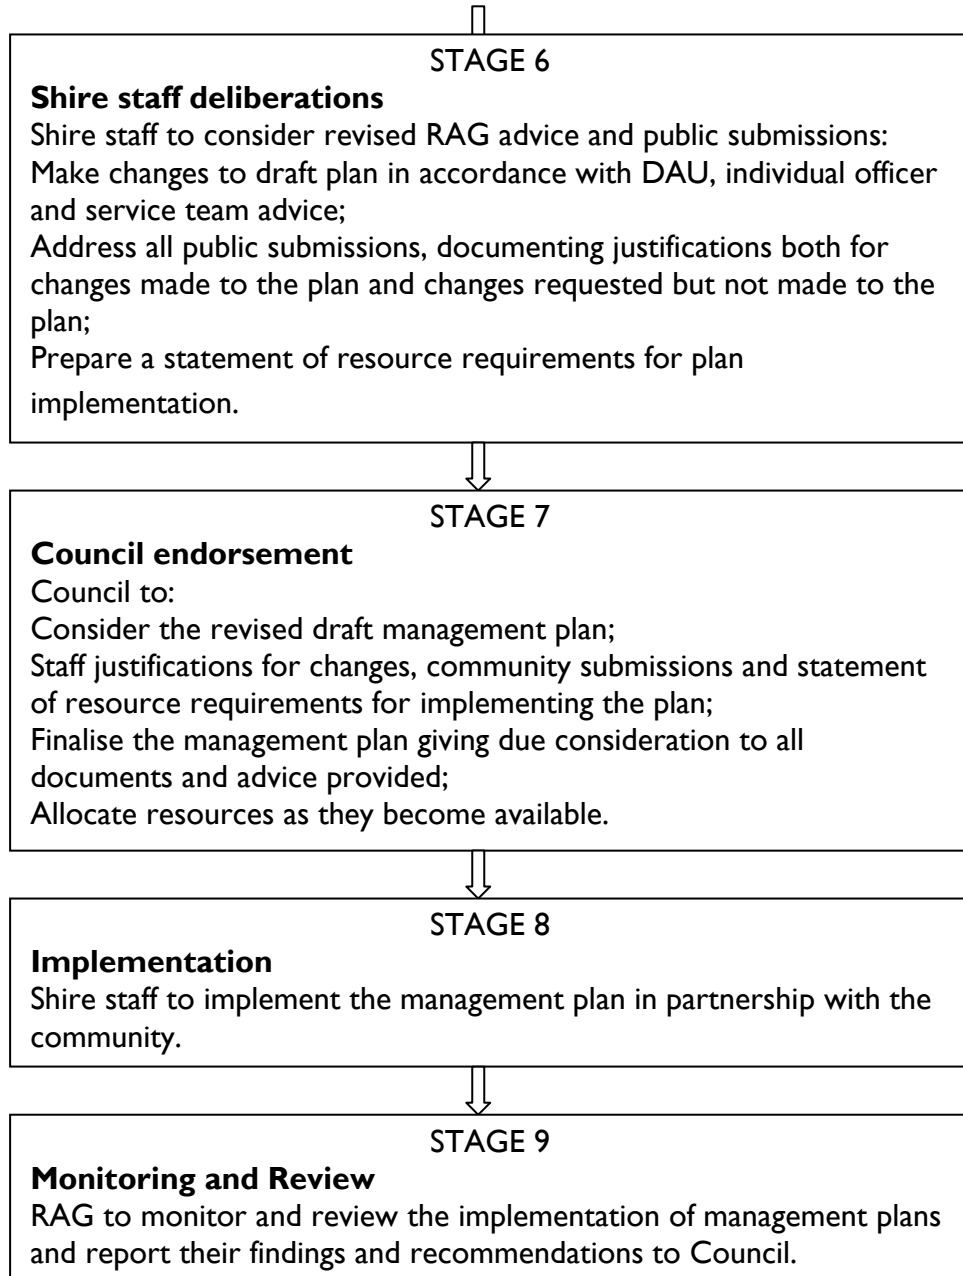 STAGE 6
Shire staff deliberations
Shire staff to consider revised RAG advice and public submissions:
Make changes to draft plan in accordance with DAU, individual officer
and service team advice;
Address all public submissions, documenting justifications both for
changes made to the plan and changes requested but not made to the
plan;
Prepare a statement of resource requirements for plan
implementation.
STAGE 7
Council endorsement
Council to:
Consider the revised draft management plan;
Staff justifications for changes, community submissions and statement
of resource requirements for implementing the plan;
Finalise the management plan giving due consideration to all
documents and advice provided;
Allocate resources as they become available.
STAGE 8
Implementation
Shire staff to implement the management plan in partnership with the
community.
STAGE 9
Monitoring and Review
RAG to monitor and review the implementation of management plans
and report their findings and recommendations to Council.